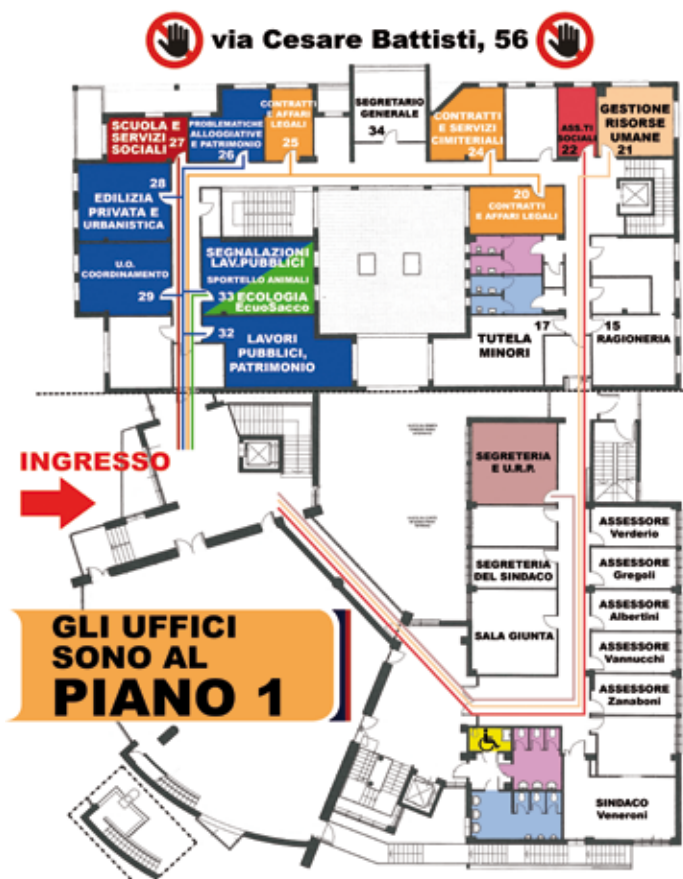 via Cesare Battisti, 56
SCUOLA E
SERVIZI
SOCIALI
27
PROBLEMATICHE
ALLOGGIATIVE
E PATRIMONIO
26
CONTRATTI
E AFFARI
LEGALI
25
SEGRETARIO
GENERALE
34
CONTRATTI
E SERVIZI
CIMITERIALI
24
ASS.TI
SOCIALI
22
GESTIONE
RISORSE
UMANE
21
28
EDILIZIA
PRIVATA E
URBANISTICA
20
CONTRATTI
E AFFARI LEGALI
U.O.
COORDINAMENTO
29
SEGNALAZIONI
LAV.PUBBLICI
SPORTELLO ANIMALI
33
ECOLOGIA
EcuoSacco
32
LAVORI
PUBBLICI,
PATRIMONIO
17
TUTELA
MINORI
15
RAGIONERIA
INGRESSO
SEGRETERIA
E U.R.P.
SEGRETERIA
DEL SINDACO
SALA GIUNTA
ASSESSORE
Verderio
ASSESSORE
Gregoli
ASSESSORE
Albertini
ASSESSORE
Vannucchi
ASSESSORE
Zanaboni
GLI UFFICI
SONO AL
PIANO 1
SINDACO
Veneroni